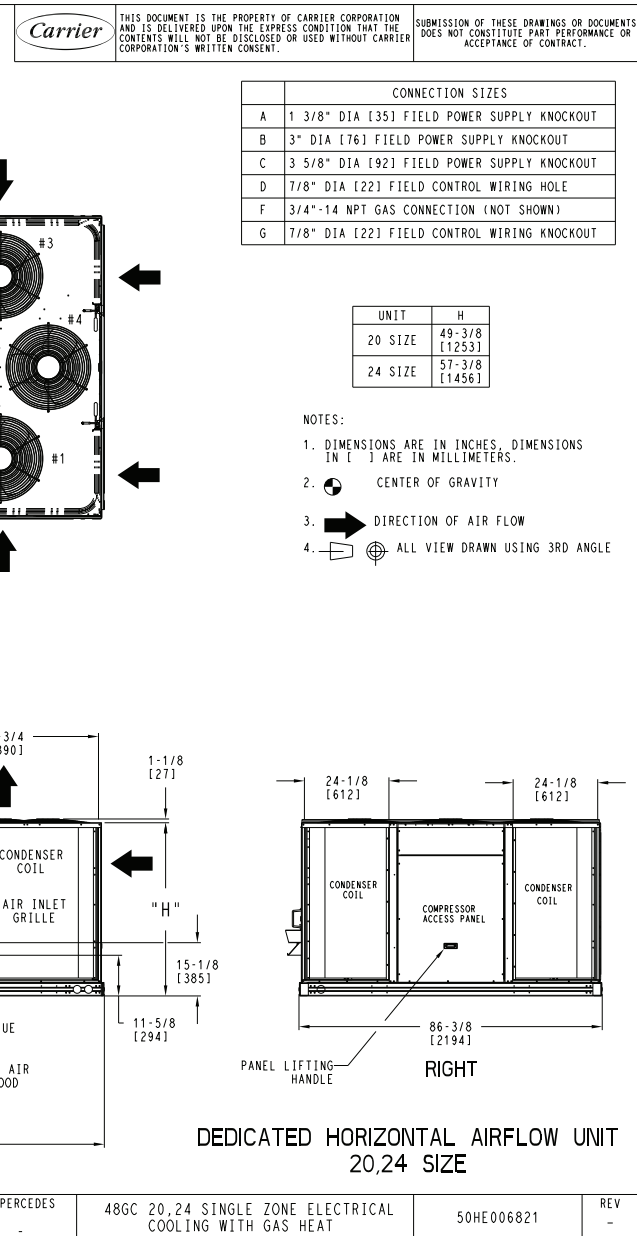 Carrier
THIS DOCUMENT IS THE PROPERTY OF CARRIER CORPORATION
AND IS DELIVERED UPON THE EXPRESS CONDITION THAT THE
CONTENTS WILL NOT BE DISCLOSED OR USED WITHOUT CARRIER
CORPORATION'S WRITTEN CONSENT.
SUBMISSION OF THESE DRAWINGS OR DOCUMENTS
DOES NOT CONSTITUTE PART PERFORMANCE OR
ACCEPTANCE OF CONTRACT.
CONNECTION SIZES
A 1 3/8" DIA [35] FIELD POWER SUPPLY KNOCKOUT
B 3" DIA [76] FIELD POWER SUPPLY KNOCKOUT
C 3 5/8" DIA [92] FIELD POWER SUPPLY KNOCKOUT
D 7/8" DIA [22] FIELD CONTROL WIRING HOLE
F 3/4"-14 NPT GAS CONNECTION (NOT SHOWN)
G 7/8" DIA [22] FIELD CONTROL WIRING KNOCKOUT
#3
#4
#1
UNIT H
20 SIZE 49-3/8
[1253]
24 SIZE 57-3/8
[1456]
NOTES:
1. DIMENSIONS ARE IN INCHES, DIMENSIONS
IN [ ] ARE IN MILLIMETERS.
2. CENTER OF GRAVITY
3. DIRECTION OF AIR FLOW
4. ALL VIEW DRAWN USING 3RD ANGLE
-3/4
90]
1-1/8
[27]
CONDENSER
COIL
AIR INLET
GRILLE
"H"
15-1/8
[385]
11-5/8
[294]
UE
AIR
OOD
24-1/8
[612]
24-1/8
[612]
CONDENSER
COIL
COMPRESSOR
ACCESS PANEL
CONDENSER
COIL
86-3/8
[2194]
PANEL LIFTING
HANDLE
RIGHT
DEDICATED HORIZONTAL AIRFLOW UNIT
20,24 SIZE
PERCEDES
-
48GC 20,24 SINGLE ZONE ELECTRICAL
COOLING WITH GAS HEAT
50HE006821
REV
-